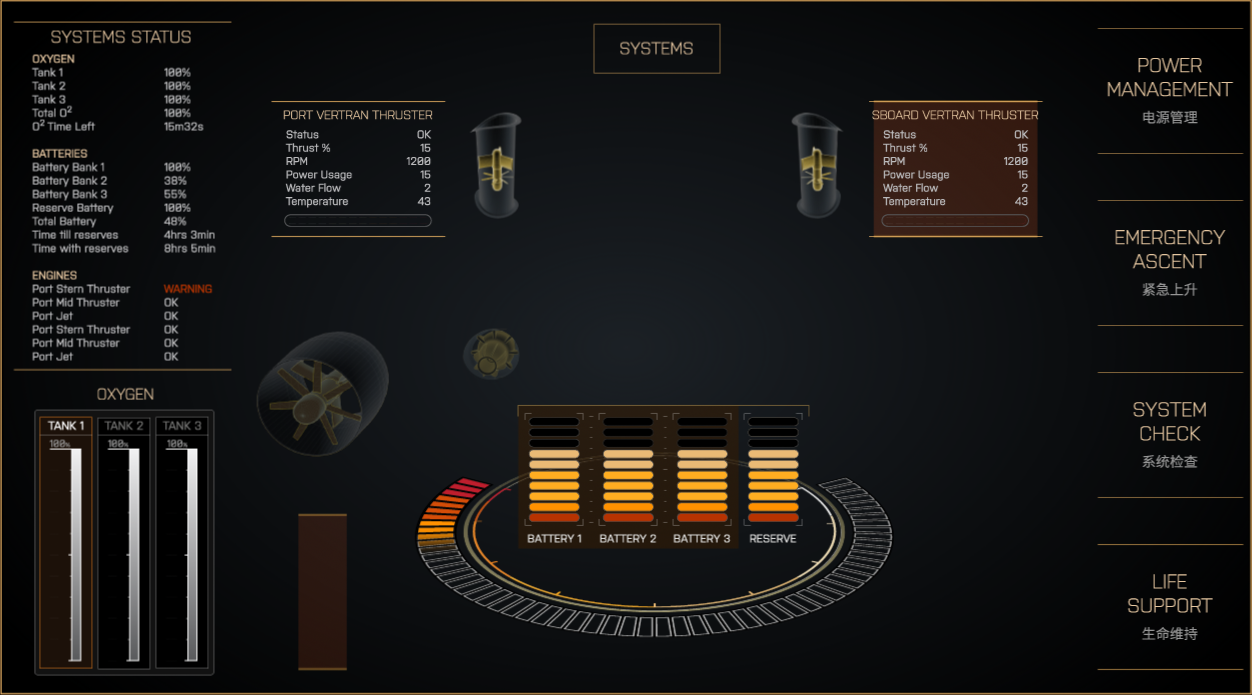 SYSTEMS STATUS
OXYGEN
Tank 1 100%
Tank 2 100%
Tank 3 100%
Total O² 100%
O² Time Left 15m32s
BATTERIES
Battery Bank 1 100%
Battery Bank 2 38%
Battery Bank 3 55%
Reserve Battery 100%
Total Battery 48%
Time till reserves 4hrs 3min
Time with reserves 8hrs 5min
ENGINES
Port Stern Thruster WARNING
Port Mid Thruster OK
Port Jet OK
Port Stern Thruster OK
Port Mid Thruster OK
Port Jet OK
OXYGEN
TANK 1 TANK 2 TANK 3
100% 100% 100%
SYSTEMS
PORT VERTRAN THRUSTER
Status OK
Thrust % 15
RPM 1200
Power Usage 15
Water Flow 2
Temperature 43
SBOARD VERTRAN THRUSTER
Status OK
Thrust % 15
RPM 1200
Power Usage 15
Water Flow 2
Temperature 43
BATTERY 1 BATTERY 2 BATTERY 3 RESERVE
POWER
MANAGEMENT
电源管理
EMERGENCY
ASCENT
紧急上升
SYSTEM
CHECK
系统检查
LIFE
SUPPORT
生命维持